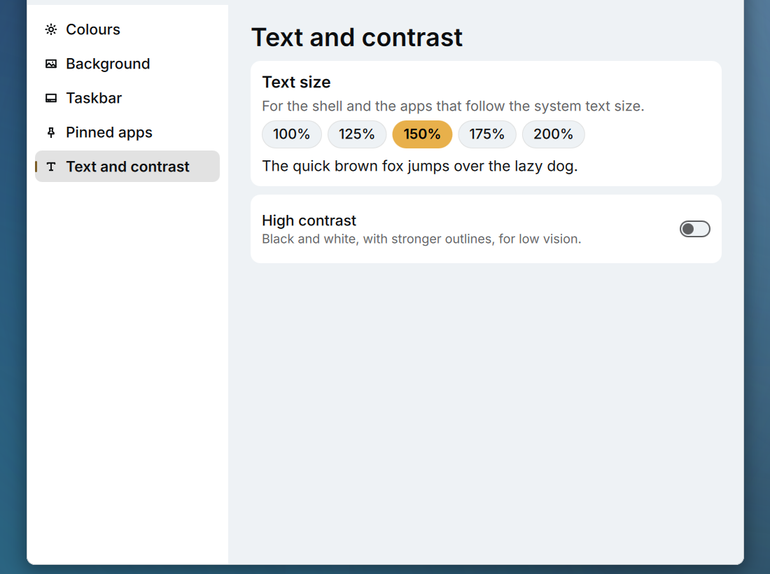 Colours
Background
Taskbar
Pinned apps
Text and contrast
Text and contrast
Text size
For the shell and the apps that follow the system text size.
100% 125% 150% 175% 200%
The quick brown fox jumps over the lazy dog.
High contrast
Black and white, with stronger outlines, for low vision.